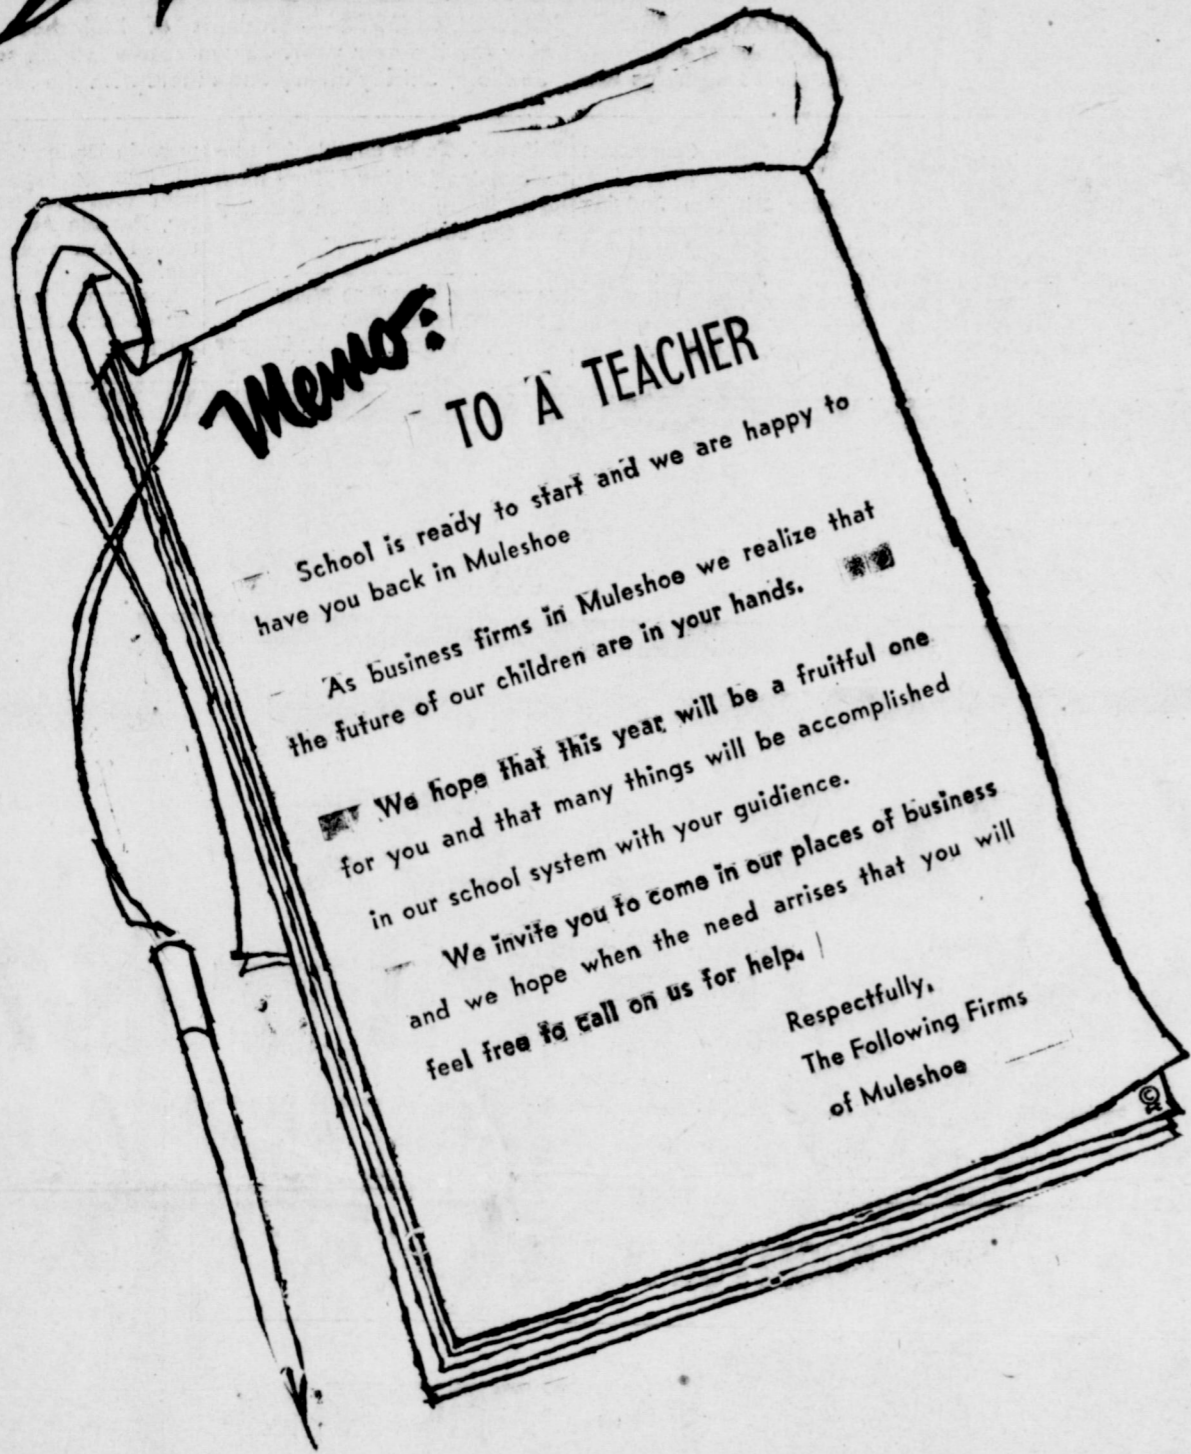 Memo:
TO A TEACHER
School is ready to start and we are happy to
have you back in Muleshoe
As business firms in Muleshoe we realize that
the future of our children are in your hands.
We hope that this year will be a fruitful one
for you and that many things will be accomplished
in our school system with your guidience.
We invite you to come in our places of business
and we hope when the need arrises that you will
feel free to call on us for help.
Respectfully,
The Following Firms
of Muleshoe
©